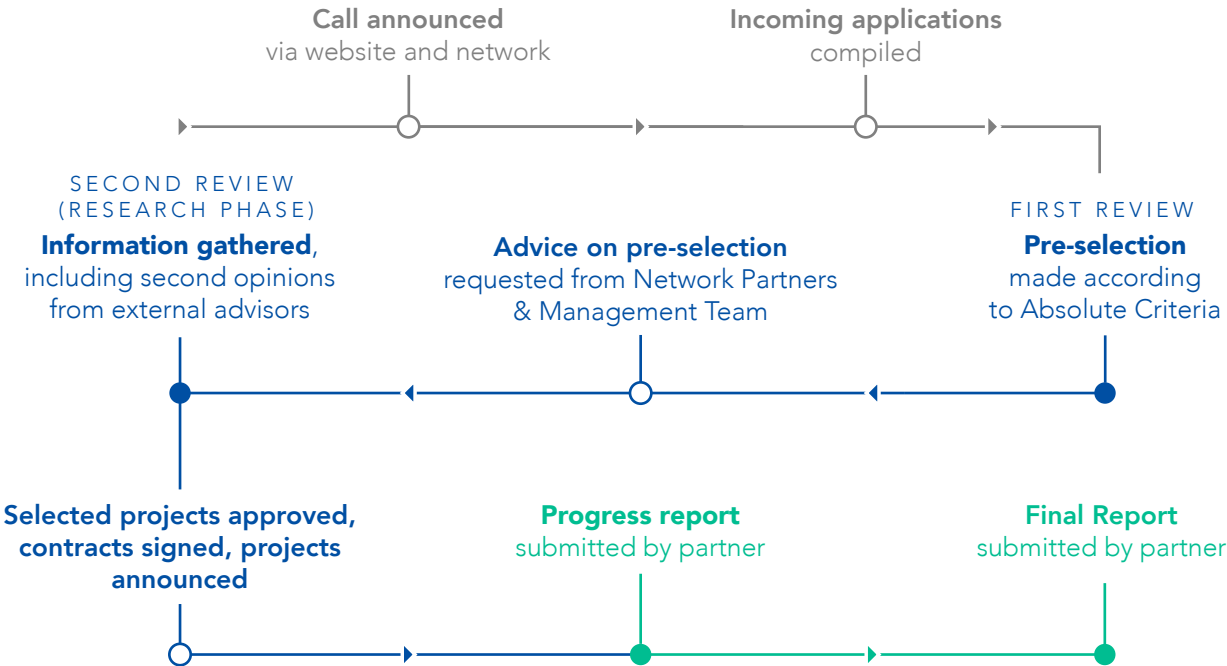 Call announced
via website and network
Incoming applications
compiled
SECOND REVIEW
(RESEARCH PHASE)
Information gathered,
including second opinions
from external advisors
Advice on pre-selection
requested from Network Partners
& Management Team
FIRST REVIEW
Pre-selection
made according
to Absolute Criteria
Selected projects approved,
contracts signed, projects
announced
Progress report
submitted by partner
Final Report
submitted by partner